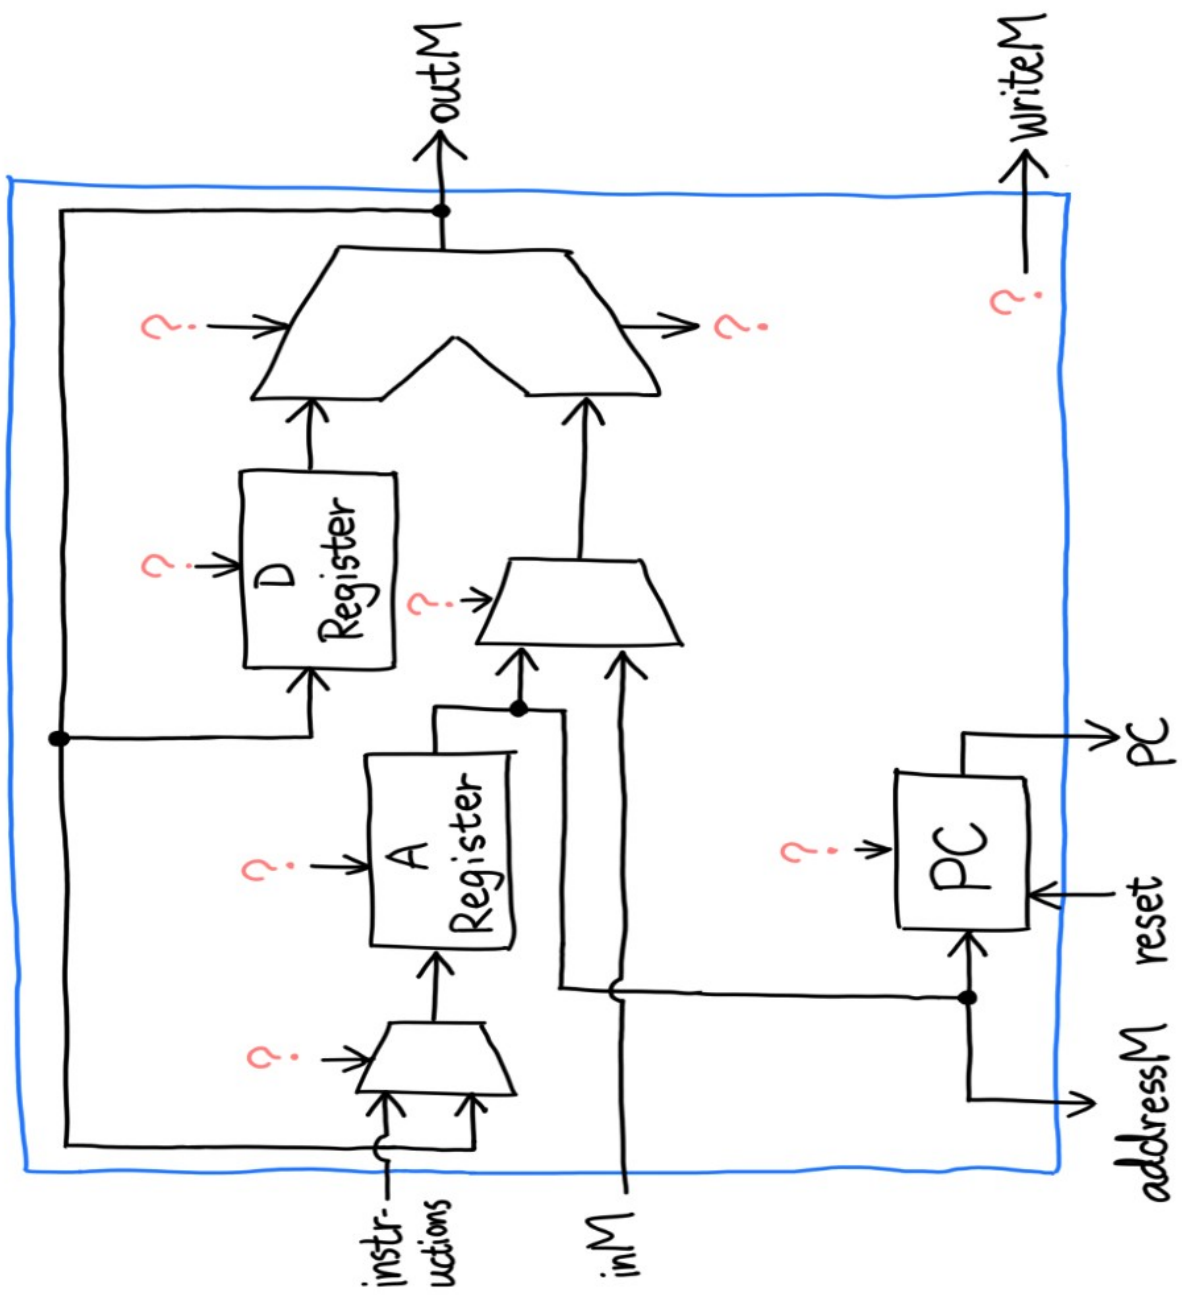 ?
?
?
?
D
Register
instr-
uctions
A
Register
?
outM
inM
?
?
PC
?
writeM
addressM
reset
PC